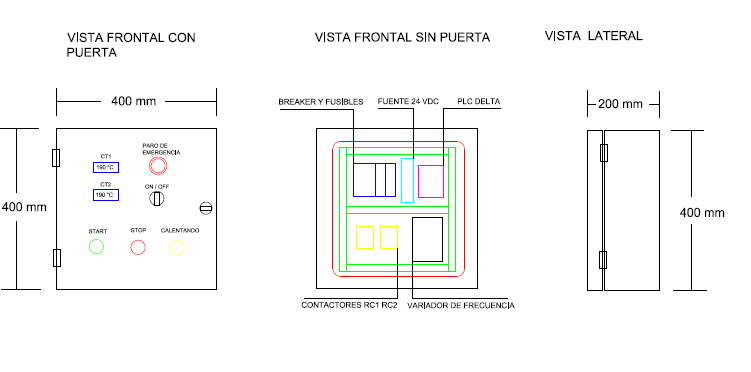 VISTA FRONTAL CON
PUERTA
VISTA FRONTAL SIN PUERTA
VISTA LATERAL
400 mm
BREAKER Y FUSIBLES
FUENTE 24 VDC
PLC DELTA
200 mm
PARO DE
EMERGENCIA
CT1
190 °C
CT2
190 °C
ON / OFF
400 mm
400 mm
START
STOP
CALENTANDO
CONTACTORES RC1 RC2
VARIADOR DE FRECUENCIA